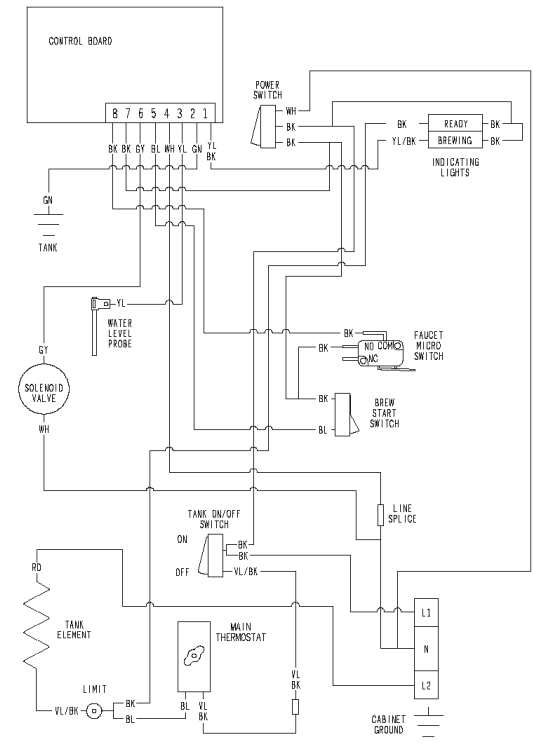 CONTROL BOARD
8 7 6 5 4 3 2 1
BK BK GY BL WH YL GN YL
BK
POWER
SWITCH
WH
BK
BK
BK READY BK
YL/BK BREWING BK
INDICATING
LIGHTS
GN
TANK
YL
WATER
LEVEL
PROBE
GY
SOLENOID
VALVE
WH
BK
NO COM
NC
BK
FAUCET
MICRO
SWITCH
BK
BL
BREW
START
SWITCH
LINE
SPLICE
TANK ON/OFF
SWITCH
ON
OFF
BK
BK
VL/BK
RD
TANK
ELEMENT
MAIN
THERMOSTAT
L1
N
L2
LIMIT
VL/BK
BK
BL
BL
VL
BK
VL
BK
CABINET
GROUND